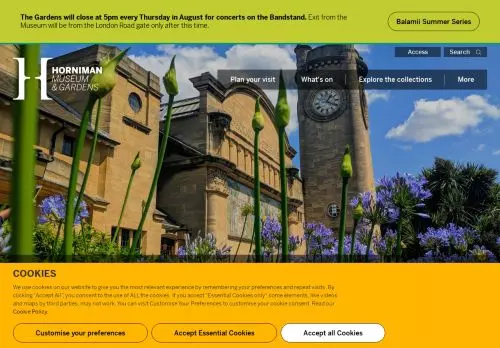 The Gardens will close at 5pm every Thursday in August for concerts on the Bandstand. Exit from the
Museum will be from the London Road gate only after this time.
Balamii Summer Series
Access
Search
HORNIMAN
MUSEUM
& GARDENS
Plan your visit
What's on
Explore the collections
More
COOKIES
We use cookies on our website to give you the most relevant experience by remembering your preferences and repeat visits. By
clicking "Accept All", you consent to the use of ALL the cookies. If you accept "Essential Cookies only" some elements, like videos
and maps by third parties, may not work. You can visit Customise Your Preferences to customise your cookie consent. Read our
Cookie Policy.
Customise your preferences
Accept Essential Cookies
Accept all Cookies